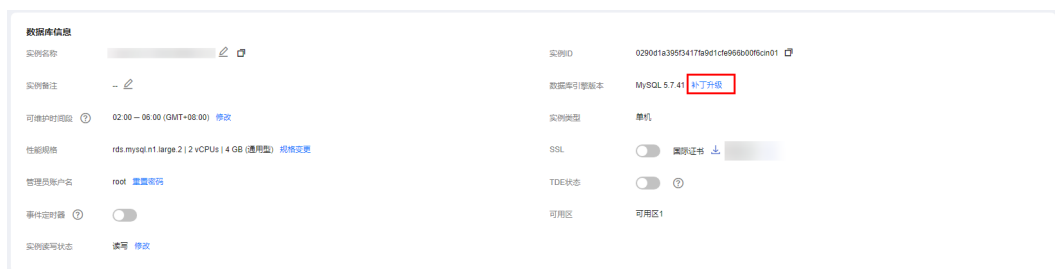 数据库信息
实例名称
实例ID 0290d1a395f3417fa9d1cfe966b00f6cin01
实例备注 --
数据库引擎版本 MySQL 5.7.41 补丁升级
可维护时间段 02:00 — 06:00 (GMT+08:00) 修改
实例类型 单机
性能规格 rds.mysql.n1.large.2 | 2 vCPUs | 4 GB (通用型) 规格变更
SSL 国际证书
管理员账户名 root 重置密码
TDE状态
事件定时器
可用区 可用区1
实例读写状态 读写 修改